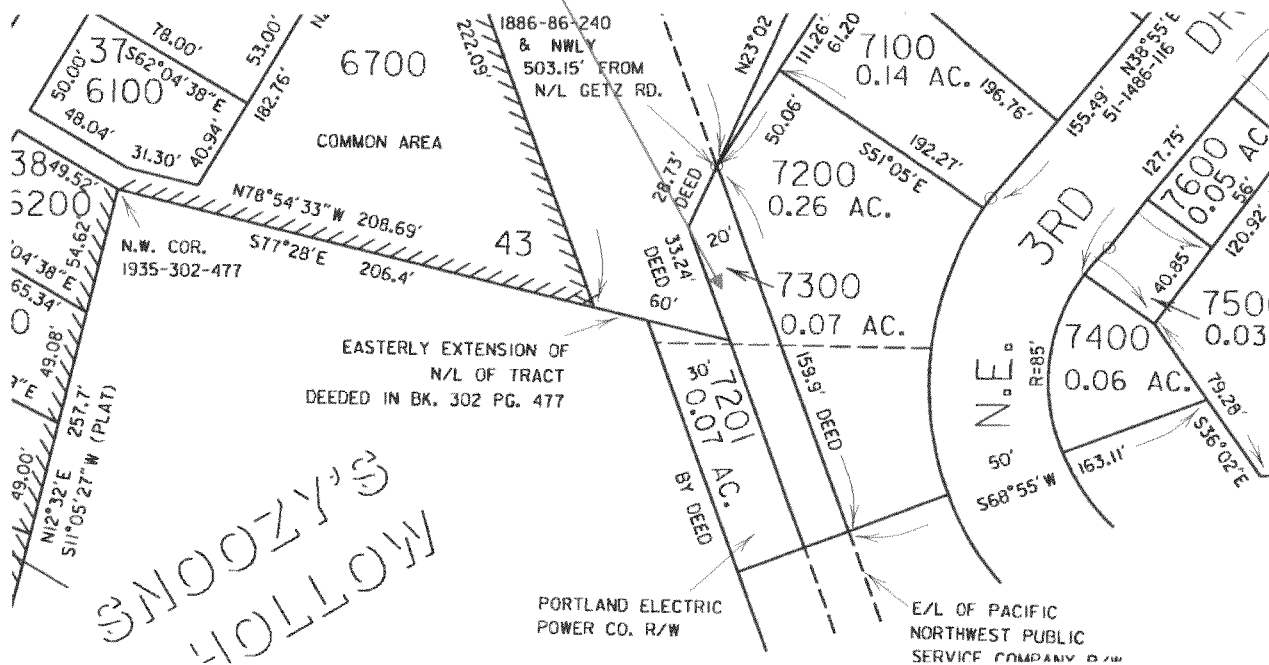 1886-86-240
& NWLY
503.15' FROM
N/L GETZ RD.
78.00'
53.00'
222.09'
N23°02
111.26'
61.20
7100
0.14 AC.
196.76'
155.49'
N38°55'E
51-1486-116
37
S62°04'38"E
6100
50.00'
48.04'
31.30'
40.94'
182.76'
6700
COMMON AREA
50.06'
192.27'
S51°05'E
7200
0.26 AC.
127.75'
7600
0.05 AC
56'
120.92'
38
49.52'
6200
54.62'
04'38"E
65.34'
0
N78°54'33"W 208.69'
S77°28'E 206.4'
43
N.W. COR.
1935-302-477
28.73'
DEED
20'
33.24'
DEED
60'
7300
0.07 AC.
3RD
N.E.
R=85'
40.85'
7500
0.03
7400
0.06 AC.
79.28'
S36°02'E
EASTERLY EXTENSION OF
N/L OF TRACT
DEEDED IN BK. 302 PG. 477
30'
7201
0.07 AC.
BY DEED
159.9' DEED
50'
S68°55'W
163.11'
49.08'
9"E
49.00'
257.7'
N12°32'E
S11°05'27"W (PLAT)
SNOOZY'S
HOLLOW
PORTLAND ELECTRIC
POWER CO. R/W
E/L OF PACIFIC
NORTHWEST PUBLIC
SERVICE COMPANY R/W